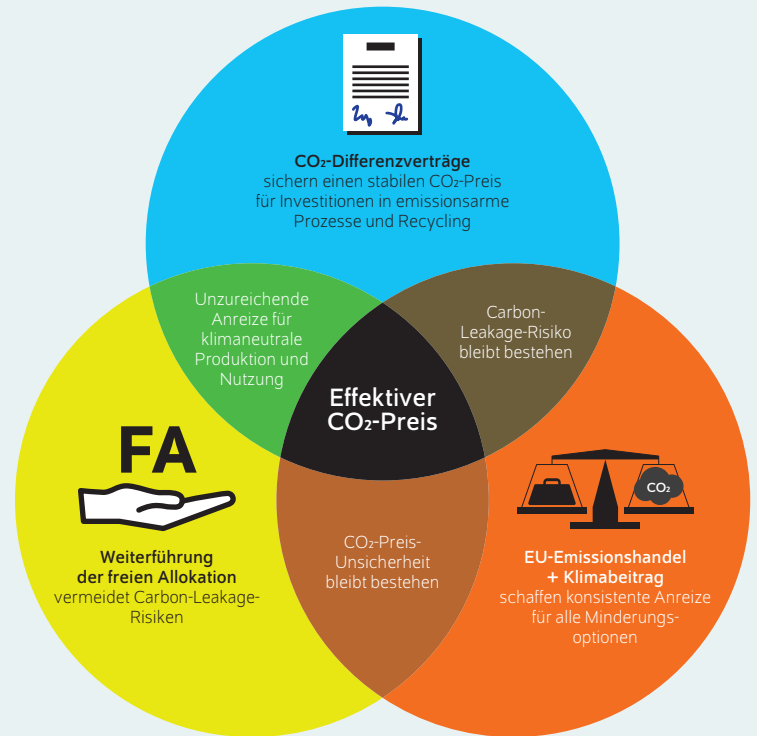 CO₂-Differenzverträge
sichern einen stabilen CO₂-Preis
für Investitionen in emissionsarme
Prozesse und Recycling
Unzureichende
Anreize für
klimaneutrale
Produktion und
Nutzung
Carbon-
Leakage-Risiko
bleibt bestehen
Effektiver
CO₂-Preis
FA
Weiterführung
der freien Allokation
vermeidet Carbon-Leakage-
Risiken
CO₂-Preis-
Unsicherheit
bleibt bestehen
CO₂
EU-Emissionshandel
+ Klimabeitrag
schaffen konsistente Anreize
für alle Minderungs-
optionen